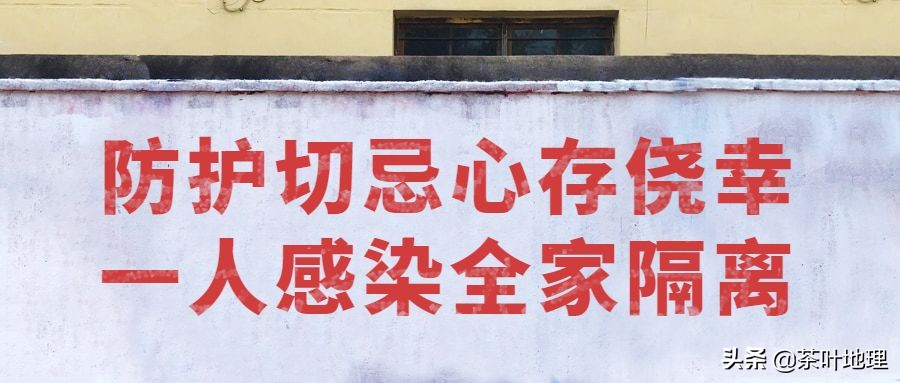 防护切忌心存侥幸
一人感染全家隔离
头条 @茶叶地理